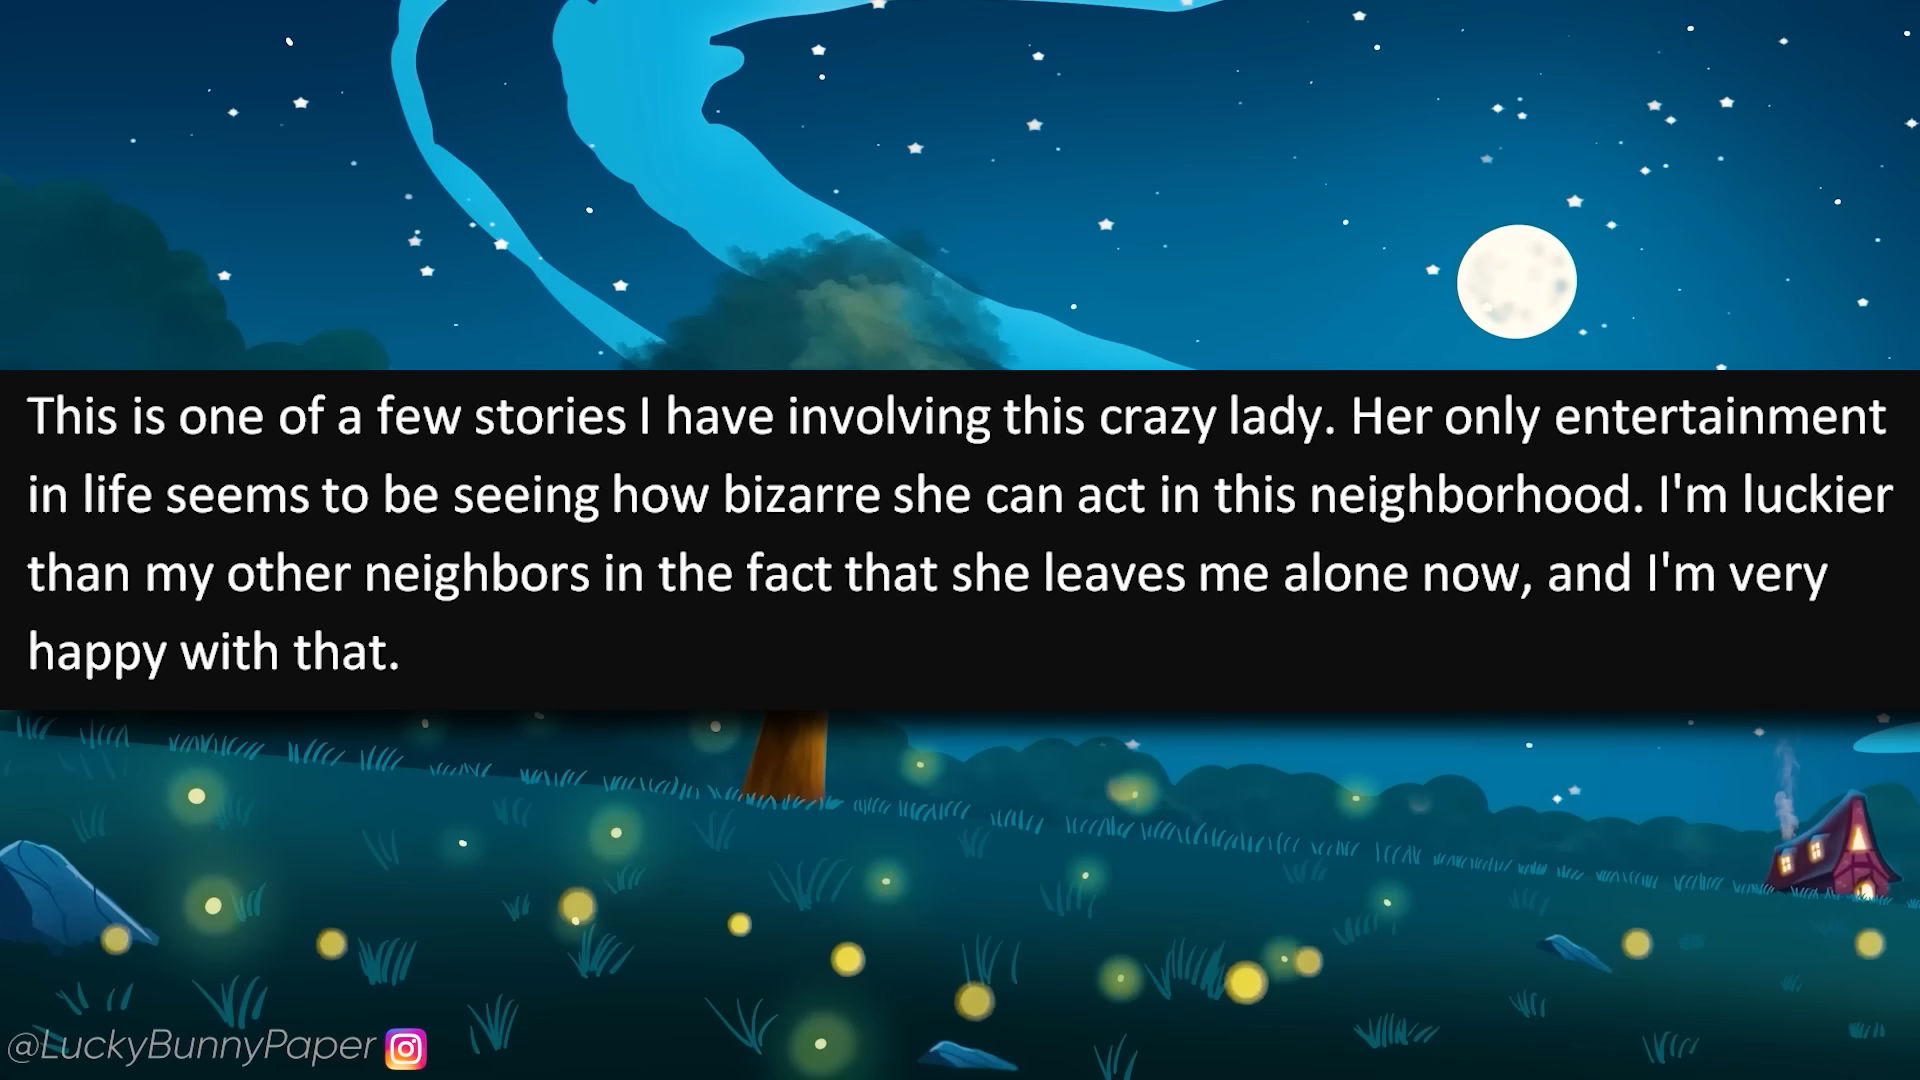 This is one of a few stories I have involving this crazy lady. Her only entertainment
in life seems to be seeing how bizarre she can act in this neighborhood. I'm luckier
than my other neighbors in the fact that she leaves me alone now, and I'm very
happy with that.
@LuckyBunnyPaper